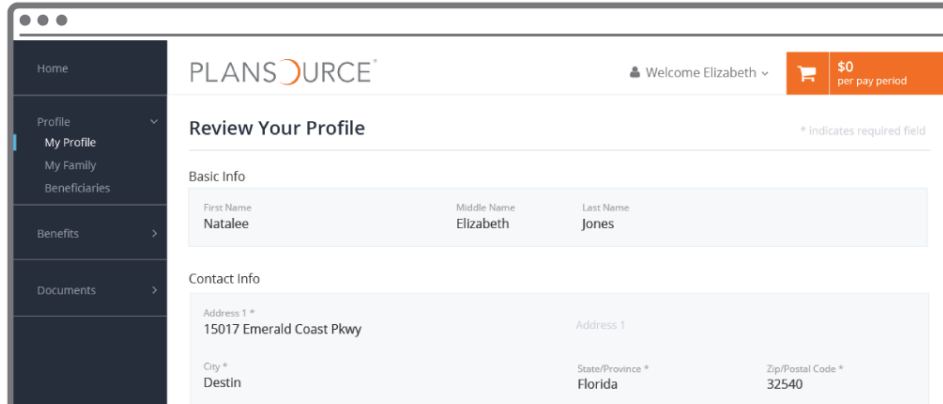 Home
PLANSOURCE
Welcome Elizabeth
$0
per pay period
Profile
My Profile
My Family
Beneficiaries
Benefits
Documents
Review Your Profile
* indicates required field
Basic Info
First Name Middle Name Last Name
Natalee Elizabeth Jones
Contact Info
Address 1 *
15017 Emerald Coast Pkwy Address 1
City * State/Province * Zip/Postal Code *
Destin Florida 32540